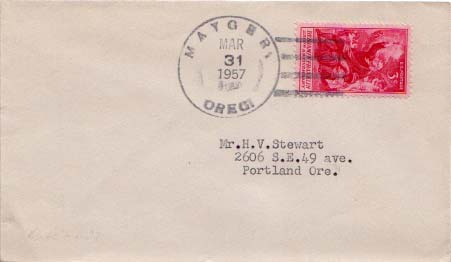 MAYGER,
MAR
31
1957
OREG
Mr.H.V.Stewart
2606 S.E.49 ave.
Portland Ore.